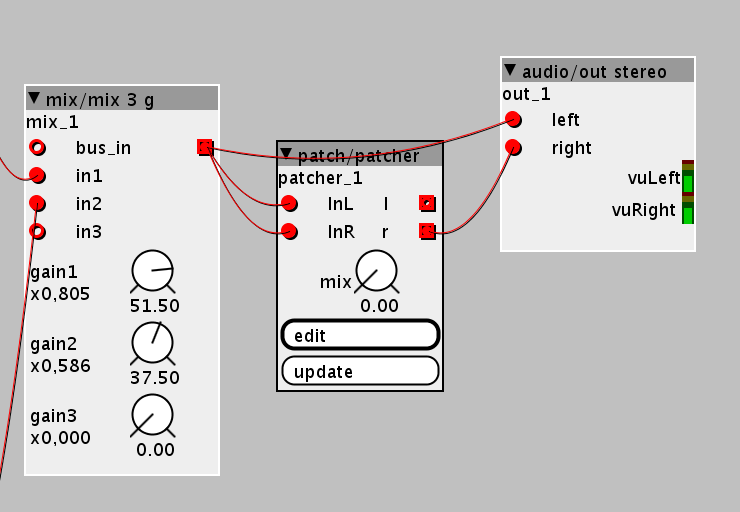 mix/mix 3 g
mix_1
bus_in
in1
in2
in3
gain1
x0,805
51.50
gain2
x0,586
37.50
gain3
x0,000
0.00
patch/patcher
patcher_1
InL l
InR r
mix
0.00
edit
update
audio/out stereo
out_1
left
right
vuLeft
vuRight